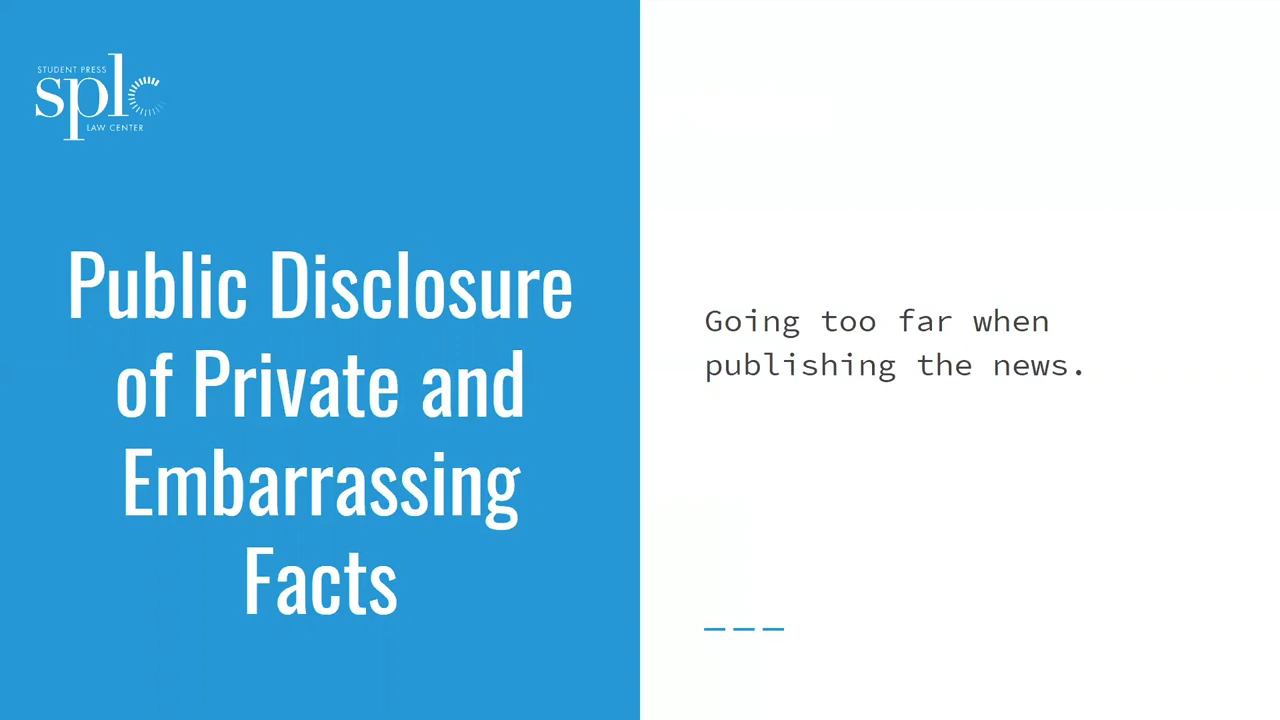 STUDENT PRESS
splc
LAW CENTER
Public Disclosure
of Private and
Embarrassing
Facts
Going too far when
publishing the news.